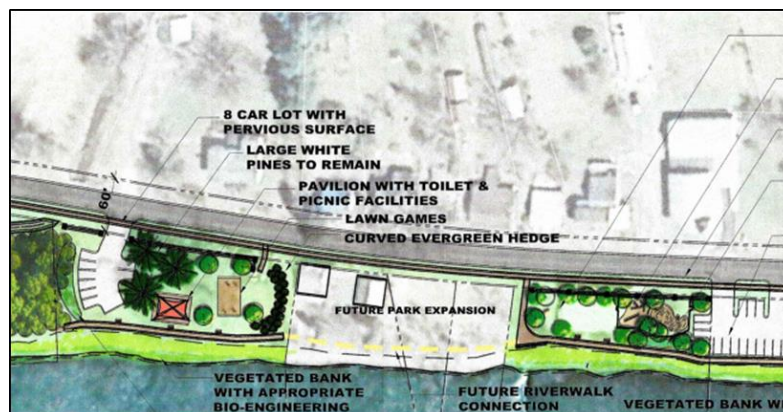 8 CAR LOT WITH
PERVIOUS SURFACE
LARGE WHITE
PINES TO REMAIN
60'
PAVILION WITH TOILET &
PICNIC FACILITIES
LAWN GAMES
CURVED EVERGREEN HEDGE
FUTURE PARK EXPANSION
VEGETATED BANK
WITH APPROPRIATE
BIO-ENGINEERING
FUTURE RIVERWALK
CONNECTION
VEGETATED BANK W